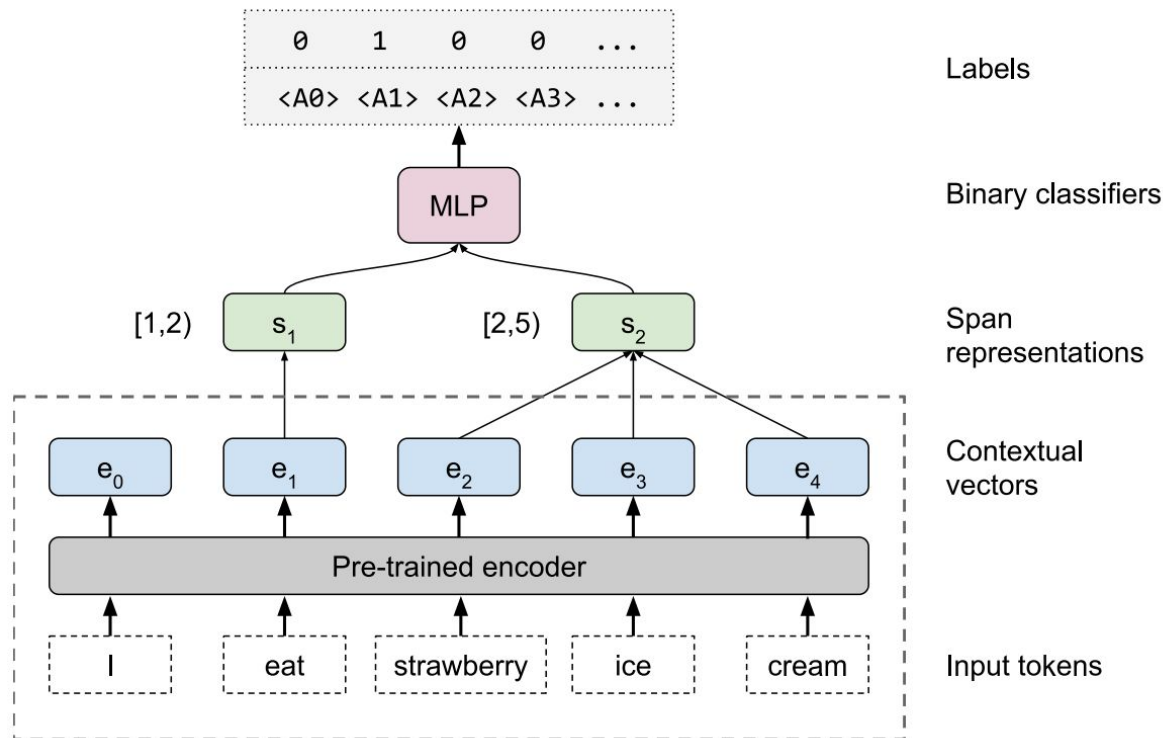 0 1 0 0 ...
Labels
<A0> <A1> <A2> <A3> ...
MLP
Binary classifiers
[1,2) s₁ [2,5) s₂
Span
representations
e₀ e₁ e₂ e₃ e₄
Contextual
vectors
Pre-trained encoder
I eat strawberry ice cream
Input tokens